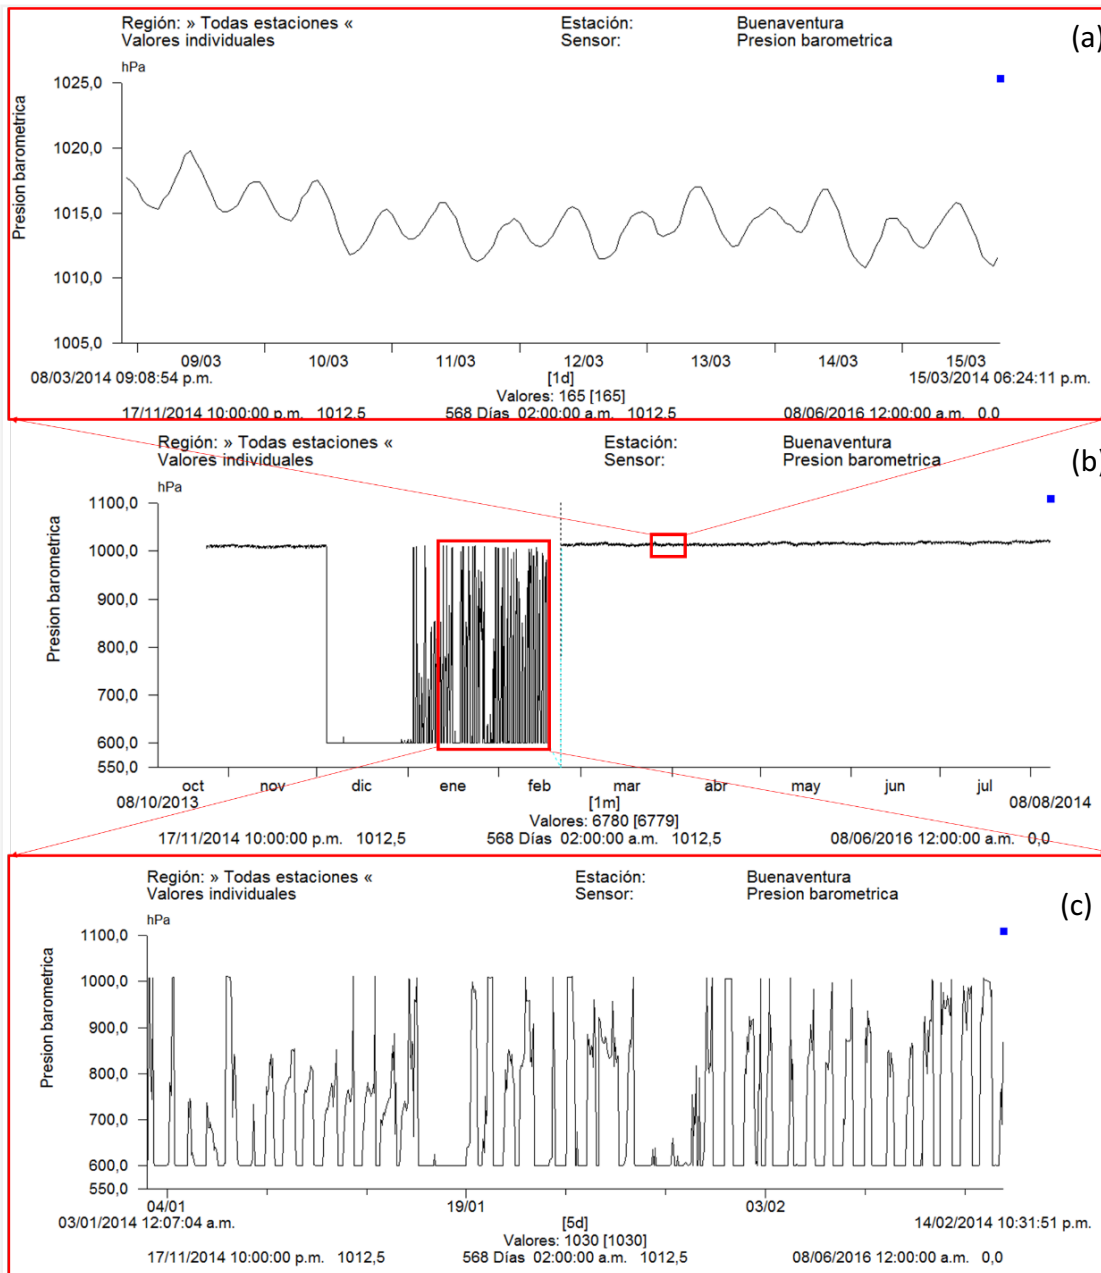 Región: » Todas estaciones « Estación: Buenaventura
Valores individuales Sensor: Presion barometrica
(a)
hPa
Presion barometrica
1025,0
1020,0
1015,0
1010,0
1005,0
09/03 10/03 11/03 12/03 13/03 14/03 15/03
08/03/2014 09:08:54 p.m. [1d] 15/03/2014 06:24:11 p.m.
Valores: 165 [165]
17/11/2014 10:00:00 p.m. 1012,5 568 Días 02:00:00 a.m. 1012,5 08/06/2016 12:00:00 a.m. 0,0
Región: » Todas estaciones « Estación: Buenaventura
Valores individuales Sensor: Presion barometrica
(b)
hPa
Presion barometrica
1100,0
1000,0
900,0
800,0
700,0
600,0
550,0
oct nov dic ene feb mar abr may jun jul
08/10/2013 [1m] 08/08/2014
Valores: 6780 [6779]
17/11/2014 10:00:00 p.m. 1012,5 568 Días 02:00:00 a.m. 1012,5 08/06/2016 12:00:00 a.m. 0,0
Región: » Todas estaciones « Estación: Buenaventura
Valores individuales Sensor: Presion barometrica
(c)
hPa
Presion barometrica
1100,0
1000,0
900,0
800,0
700,0
600,0
550,0
04/01 19/01 03/02
03/01/2014 12:07:04 a.m. [5d] 14/02/2014 10:31:51 p.m.
Valores: 1030 [1030]
17/11/2014 10:00:00 p.m. 1012,5 568 Días 02:00:00 a.m. 1012,5 08/06/2016 12:00:00 a.m. 0,0